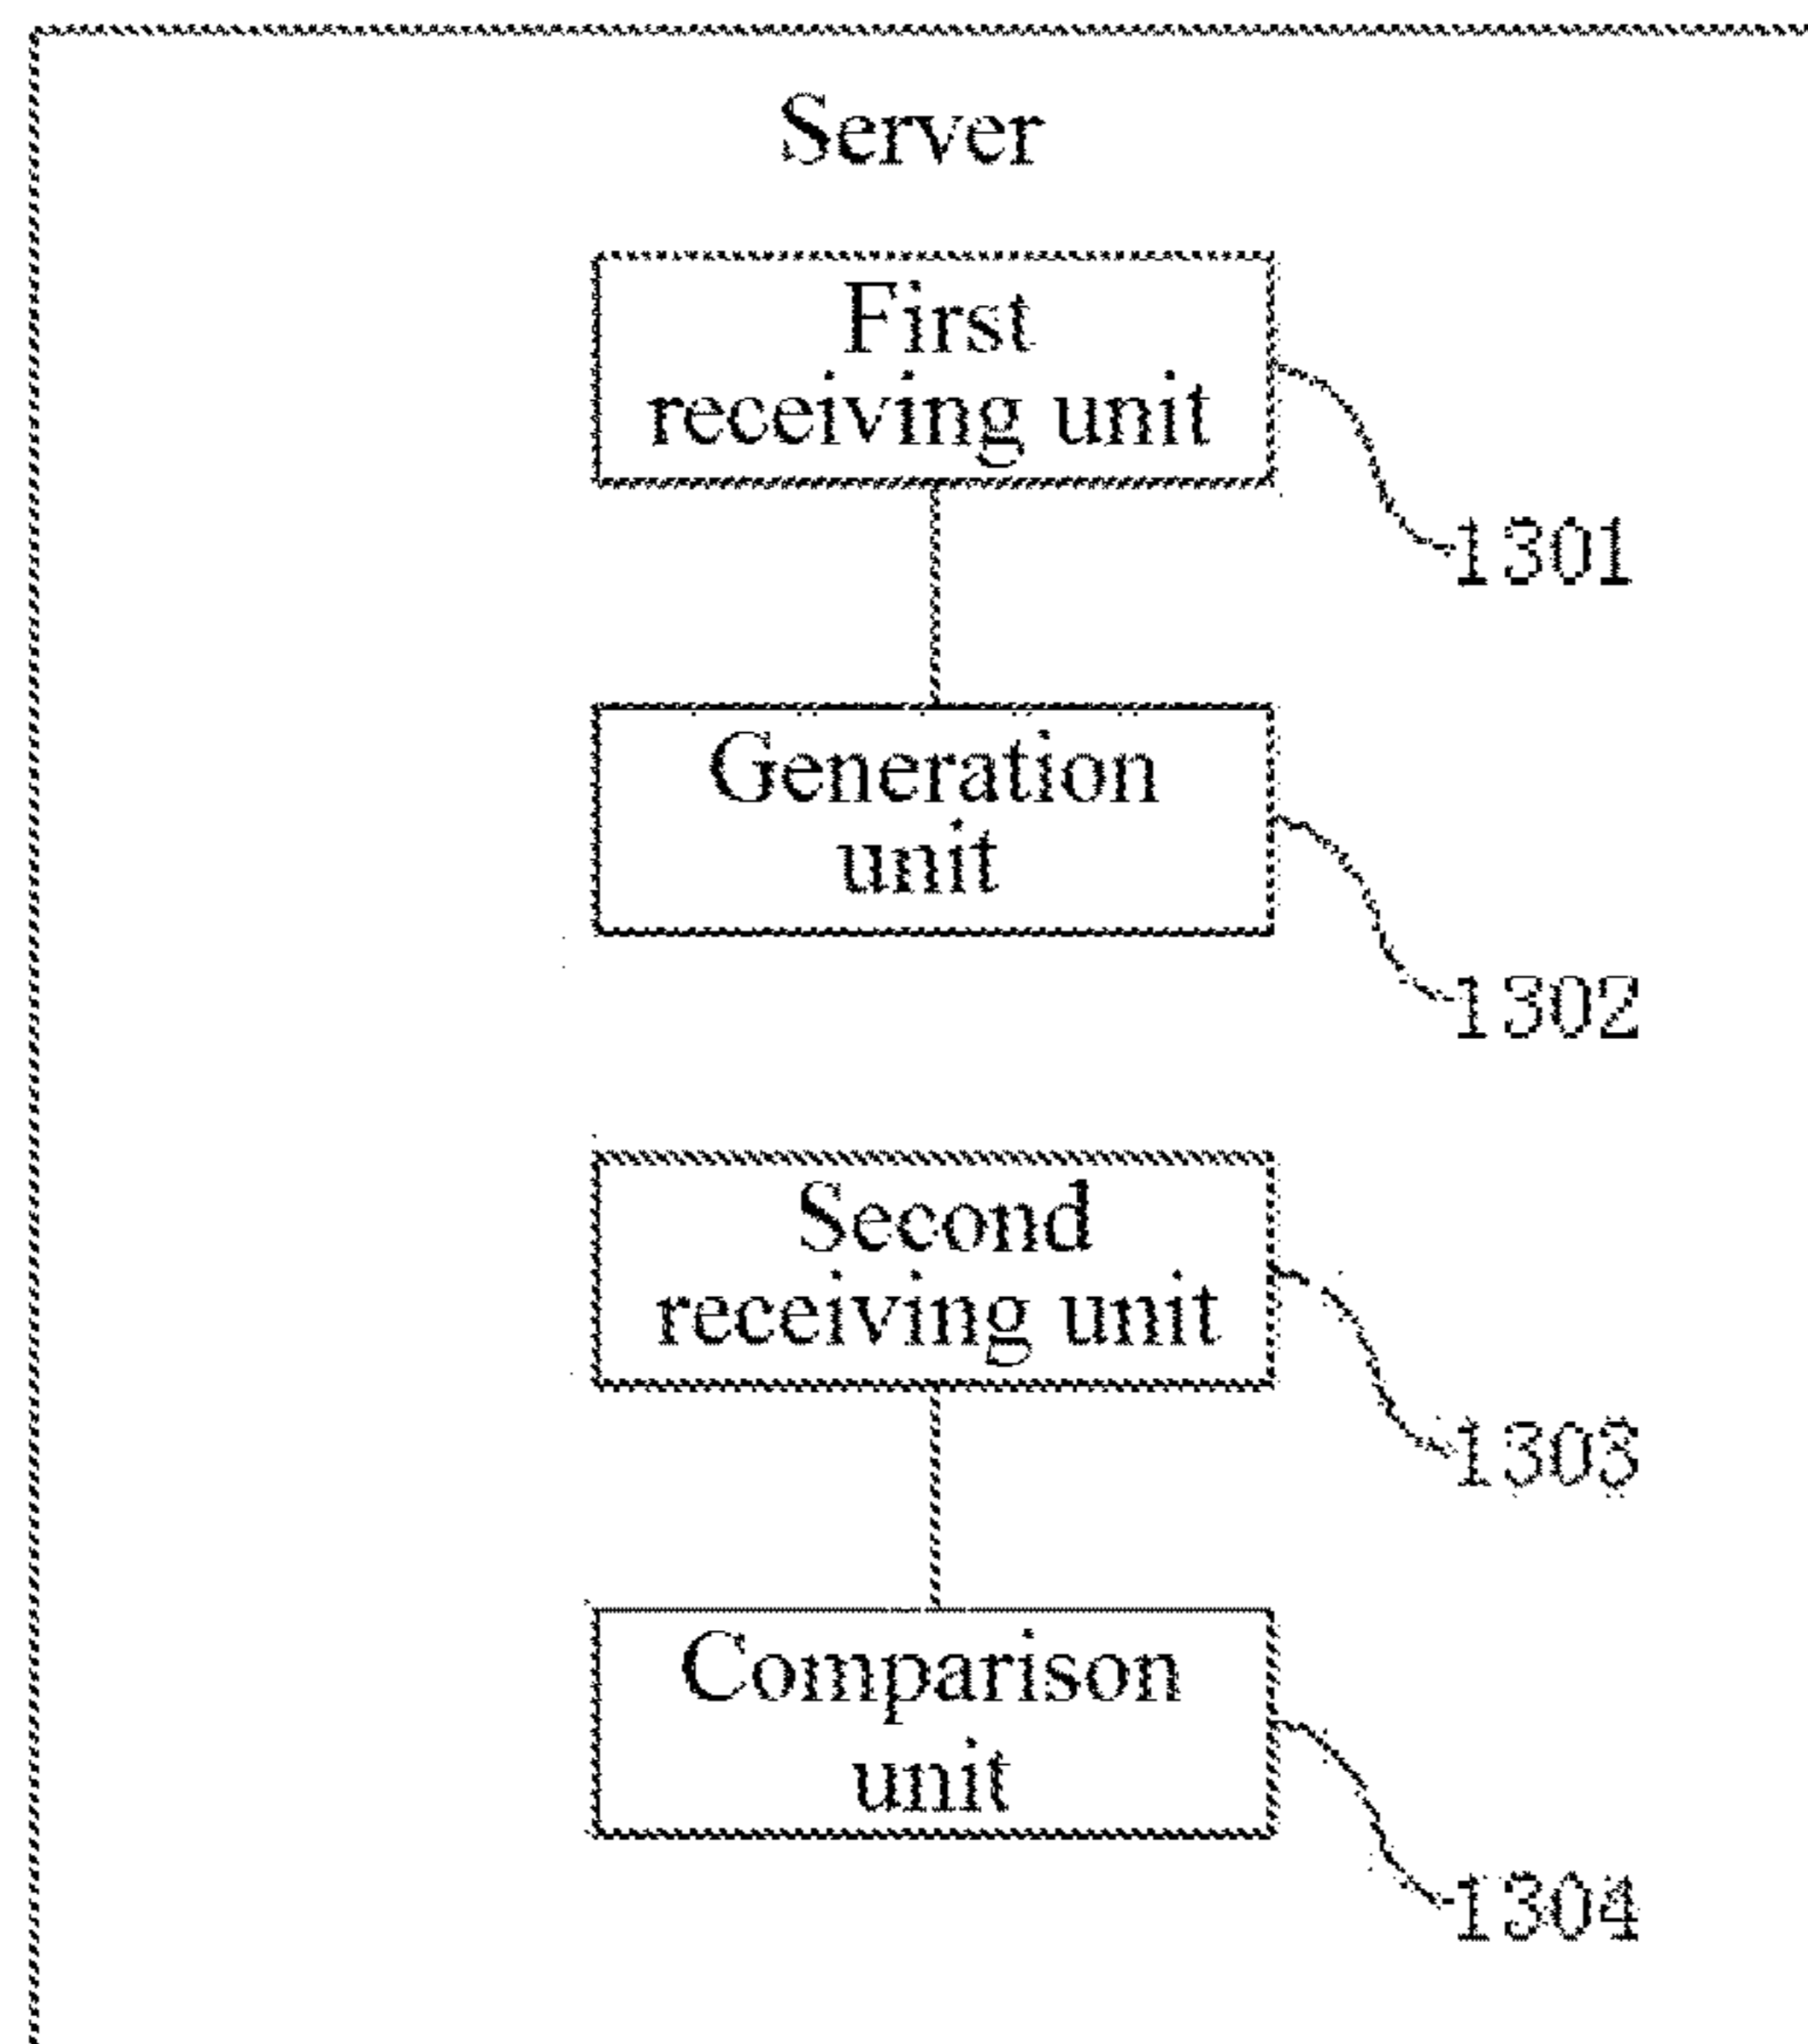 Server
First
receiving unit
1301
Generation
unit
1302
Second
receiving unit
1303
Comparison
unit
1304